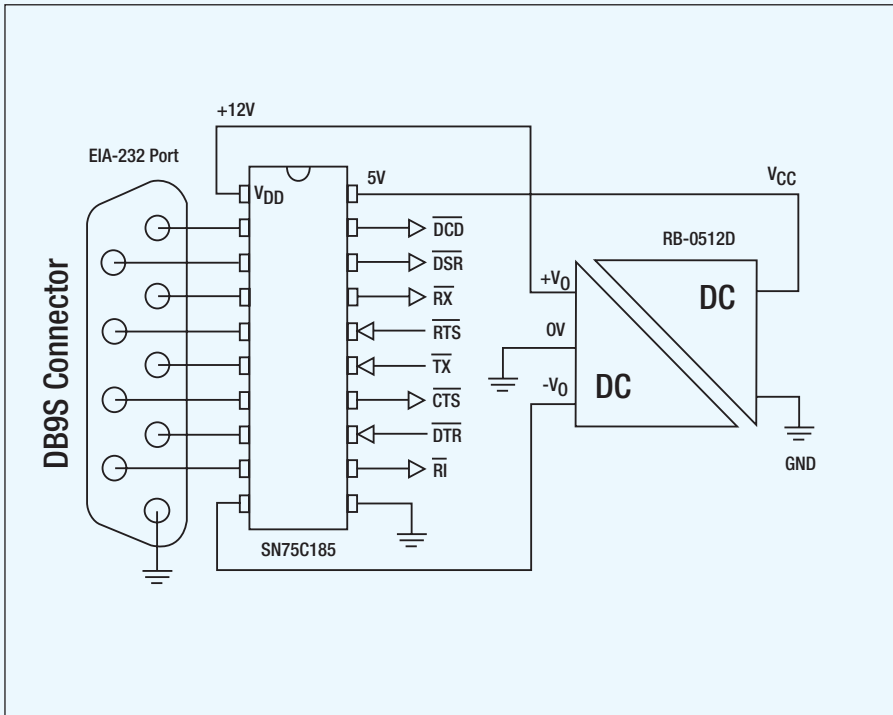 +12V
EIA-232 Port
VDD
5V
VCC
DCD
DSR
RB-0512D
+VO
DC
RX
RTS
0V
TX
-VO
DC
CTS
DTR
RI
GND
SN75C185
DB9S Connector